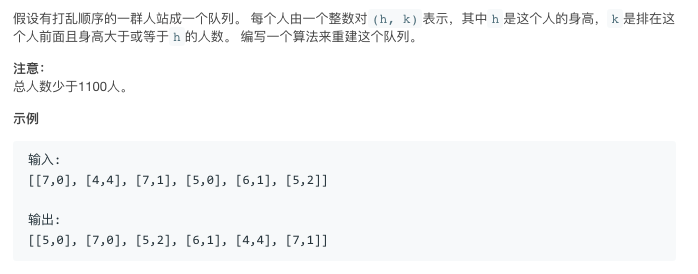 假设有打乱顺序的一群人站成一个队列。 每个人由一个整数对(h, k)表示，其中h是这个人的身高，k是排在这
个人前面且身高大于或等于h的人数。 编写一个算法来重建这个队列。
注意：
总人数少于1100人。
示例
输入:
[[7,0], [4,4], [7,1], [5,0], [6,1], [5,2]]
输出:
[[5,0], [7,0], [5,2], [6,1], [4,4], [7,1]]